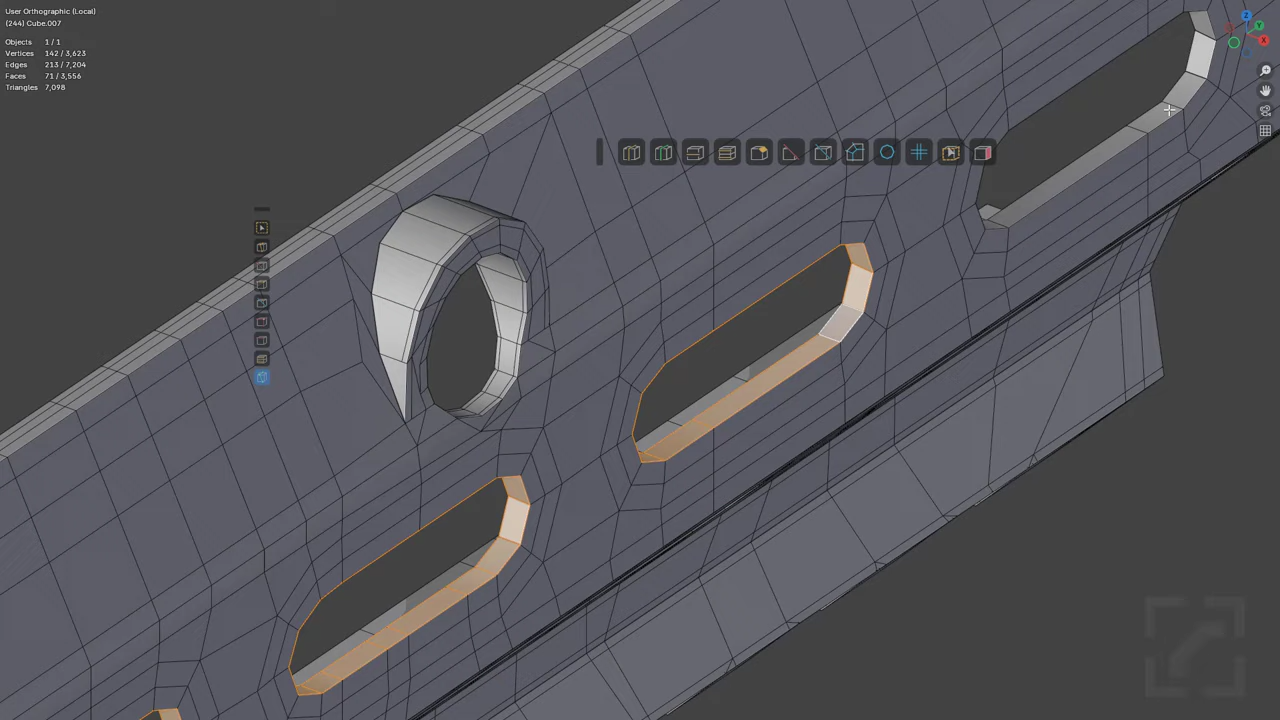 User Orthographic (Local)
(244) Cube.007
Objects 1 / 1
Vertices 142 / 3,623
Edges 213 / 7,204
Faces 71 / 3,556
Triangles 7,098
Z
Y
X